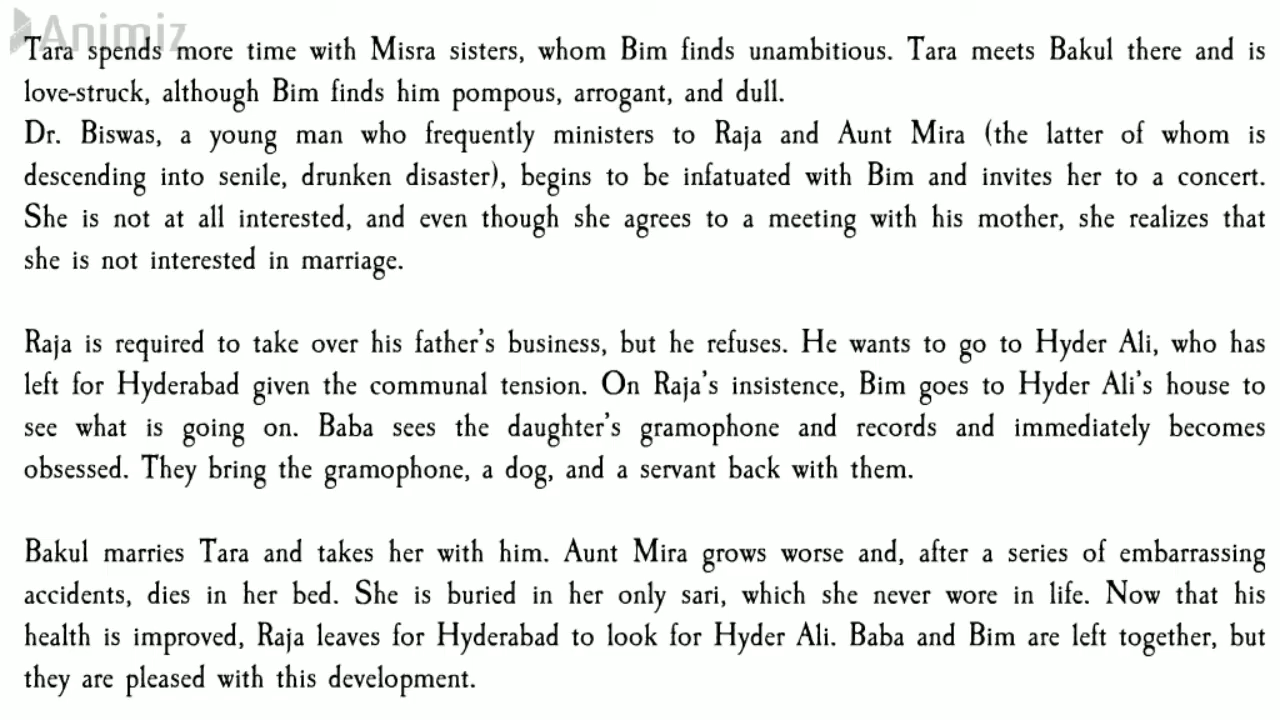 Animiz
Tara spends more time with Misra sisters, whom Bim finds unambitious. Tara meets Bakul there and is
love-struck, although Bim finds him pompous, arrogant, and dull.
Dr. Biswas, a young man who frequently ministers to Raja and Aunt Mira (the latter of whom is
descending into senile, drunken disaster), begins to be infatuated with Bim and invites her to a concert.
She is not at all interested, and even though she agrees to a meeting with his mother, she realizes that
she is not interested in marriage.
Raja is required to take over his father's business, but he refuses. He wants to go to Hyder Ali, who has
left for Hyderabad given the communal tension. On Raja's insistence, Bim goes to Hyder Ali's house to
see what is going on. Baba sees the daughter's gramophone and records and immediately becomes
obsessed. They bring the gramophone, a dog, and a servant back with them.
Bakul marries Tara and takes her with him. Aunt Mira grows worse and, after a series of embarrassing
accidents, dies in her bed. She is buried in her only sari, which she never wore in life. Now that his
health is improved, Raja leaves for Hyderabad to look for Hyder Ali. Baba and Bim are left together, but
they are pleased with this development.